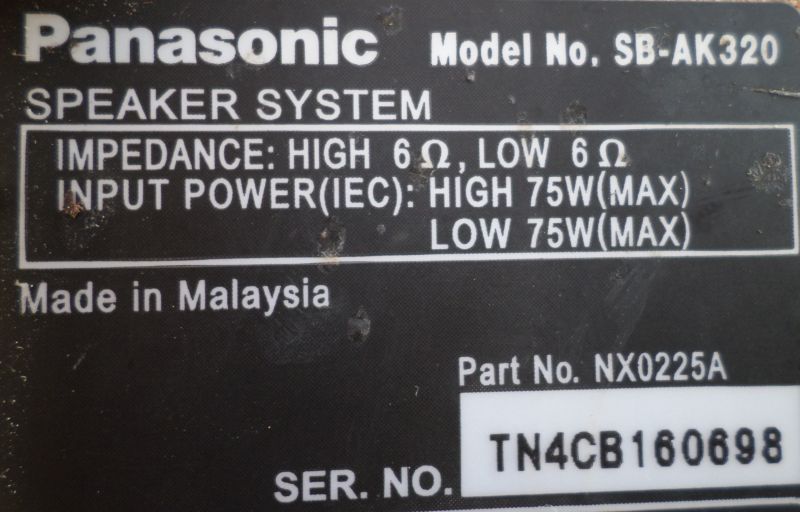 Panasonic Model No. SB-AK320
SPEAKER SYSTEM
IMPEDANCE: HIGH 6Ω, LOW 6Ω
INPUT POWER(IEC): HIGH 75W(MAX)
LOW 75W(MAX)
Made in Malaysia
Part No. NX0225A
SER. NO. TN4CB160698